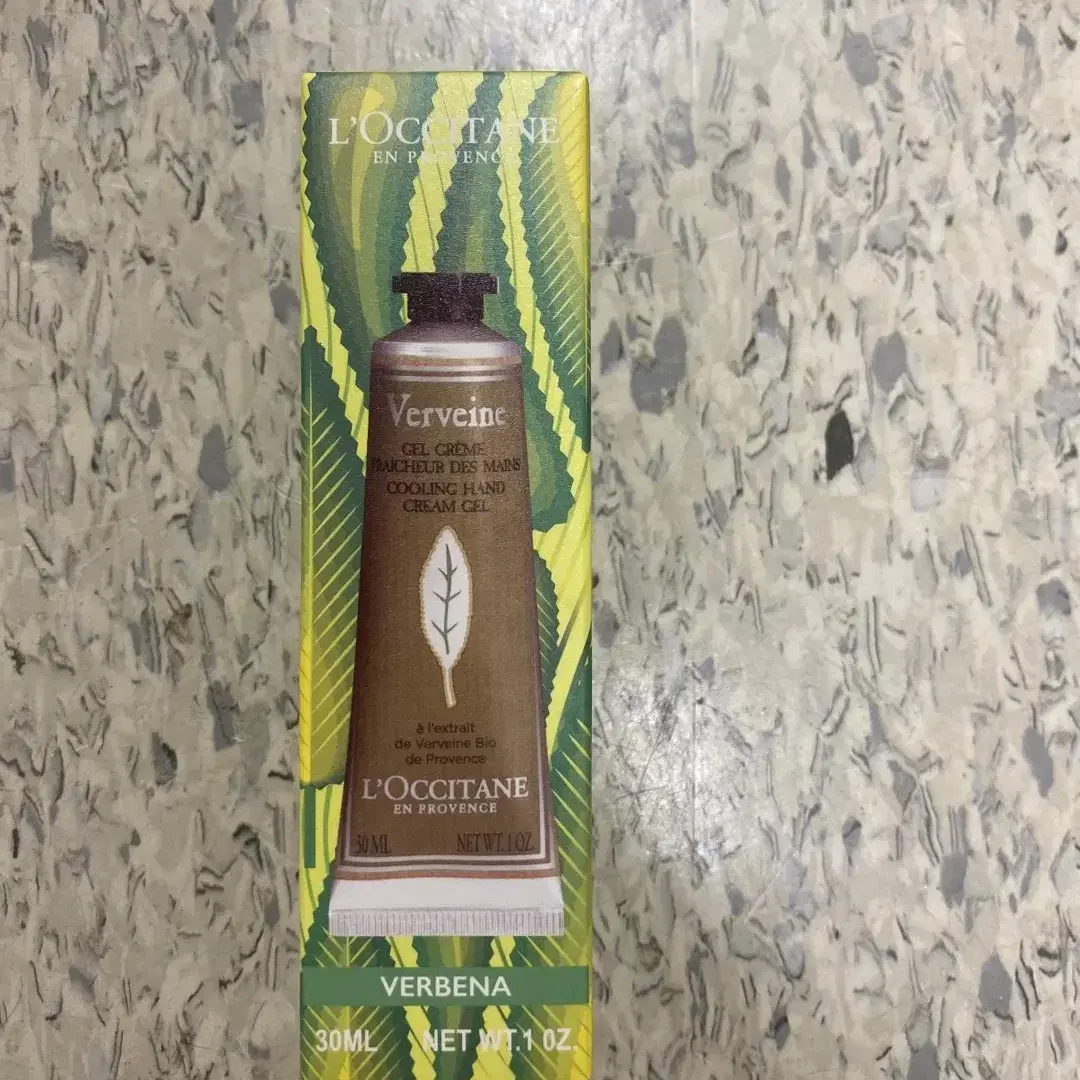 L'OCCITANE
EN PROVENCE
Verveine
GEL CRÈME
FRAÎCHEUR DES MAINS
COOLING HAND
CREAM GEL
à l'extrait
de Verveine Bio
de Provence
L'OCCITANE
EN PROVENCE
30 ML NET WT. 1 OZ.
VERBENA
30ML NET WT.1 OZ.